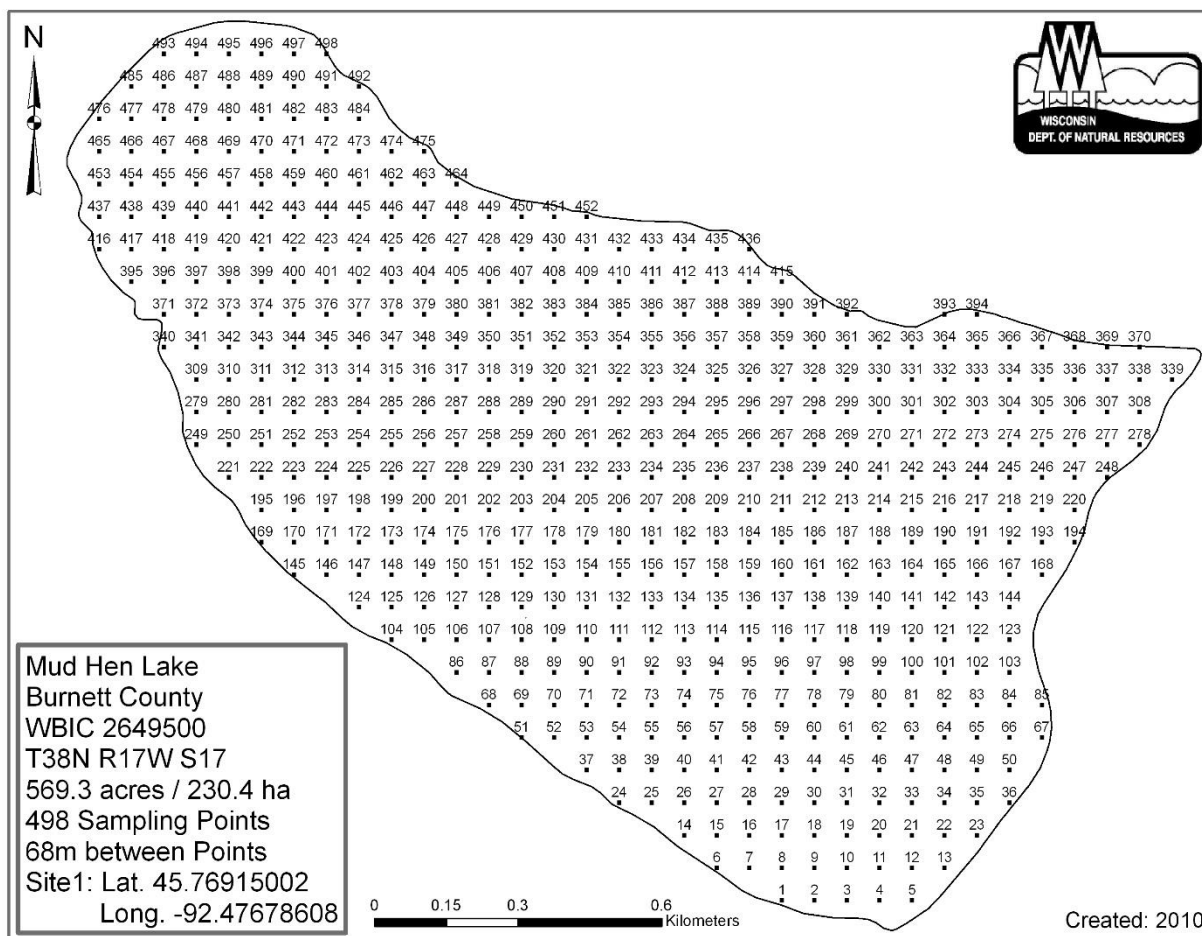 N
493 494 495 496 497 498
485 486 487 488 489 490 491 492
476 477 478 479 480 481 482 483 484
465 466 467 468 469 470 471 472 473 474 475
453 454 455 456 457 458 459 460 461 462 463 464
437 438 439 440 441 442 443 444 445 446 447 448 449 450 451 452
416 417 418 419 420 421 422 423 424 425 426 427 428 429 430 431 432 433 434 435 436
395 396 397 398 399 400 401 402 403 404 405 406 407 408 409 410 411 412 413 414 415
371 372 373 374 375 376 377 378 379 380 381 382 383 384 385 386 387 388 389 390 391 392 393 394
340 341 342 343 344 345 346 347 348 349 350 351 352 353 354 355 356 357 358 359 360 361 362 363 364 365 366 367 368 369 370
309 310 311 312 313 314 315 316 317 318 319 320 321 322 323 324 325 326 327 328 329 330 331 332 333 334 335 336 337 338 339
279 280 281 282 283 284 285 286 287 288 289 290 291 292 293 294 295 296 297 298 299 300 301 302 303 304 305 306 307 308
249 250 251 252 253 254 255 256 257 258 259 260 261 262 263 264 265 266 267 268 269 270 271 272 273 274 275 276 277 278
221 222 223 224 225 226 227 228 229 230 231 232 233 234 235 236 237 238 239 240 241 242 243 244 245 246 247 248
195 196 197 198 199 200 201 202 203 204 205 206 207 208 209 210 211 212 213 214 215 216 217 218 219 220
169 170 171 172 173 174 175 176 177 178 179 180 181 182 183 184 185 186 187 188 189 190 191 192 193 194
145 146 147 148 149 150 151 152 153 154 155 156 157 158 159 160 161 162 163 164 165 166 167 168
124 125 126 127 128 129 130 131 132 133 134 135 136 137 138 139 140 141 142 143 144
104 105 106 107 108 109 110 111 112 113 114 115 116 117 118 119 120 121 122 123
86 87 88 89 90 91 92 93 94 95 96 97 98 99 100 101 102 103
68 69 70 71 72 73 74 75 76 77 78 79 80 81 82 83 84 85
51 52 53 54 55 56 57 58 59 60 61 62 63 64 65 66 67
37 38 39 40 41 42 43 44 45 46 47 48 49 50
24 25 26 27 28 29 30 31 32 33 34 35 36
14 15 16 17 18 19 20 21 22 23
6 7 8 9 10 11 12 13
1 2 3 4 5
W
WISCONSIN
DEPT. OF NATURAL RESOURCES
Mud Hen Lake
Burnett County
WBIC 2649500
T38N R17W S17
569.3 acres / 230.4 ha
498 Sampling Points
68m between Points
Site1: Lat. 45.76915002
Long. -92.47678608
0 0.15 0.3 0.6
Kilometers
Created: 2010